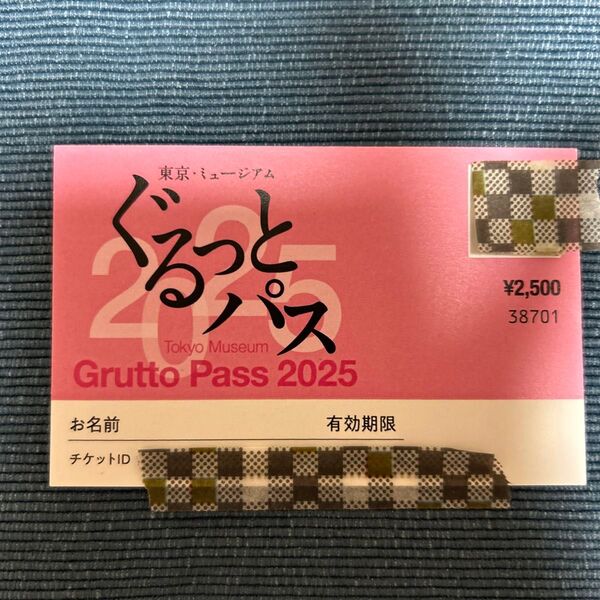 東京・ミュージアム
2025
ぐるっと
パス
Tokyo Museum
Grutto Pass 2025
¥2,500
38701
お名前 有効期限
チケットID